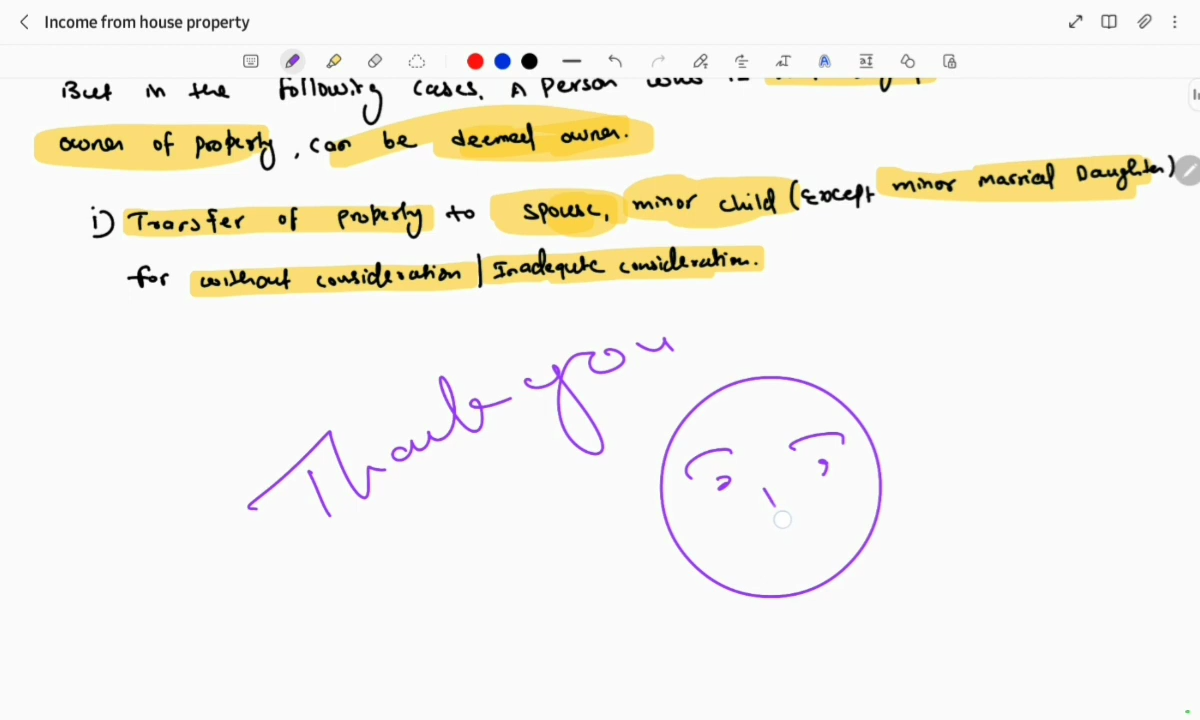 Income from house property
But in the following cases. A Person
owner of property, can be deemed owner.
i) Transfer of property to spouse, minor child (Except minor married Daughter)
for without consideration | Inadequte consideration.
Thank you